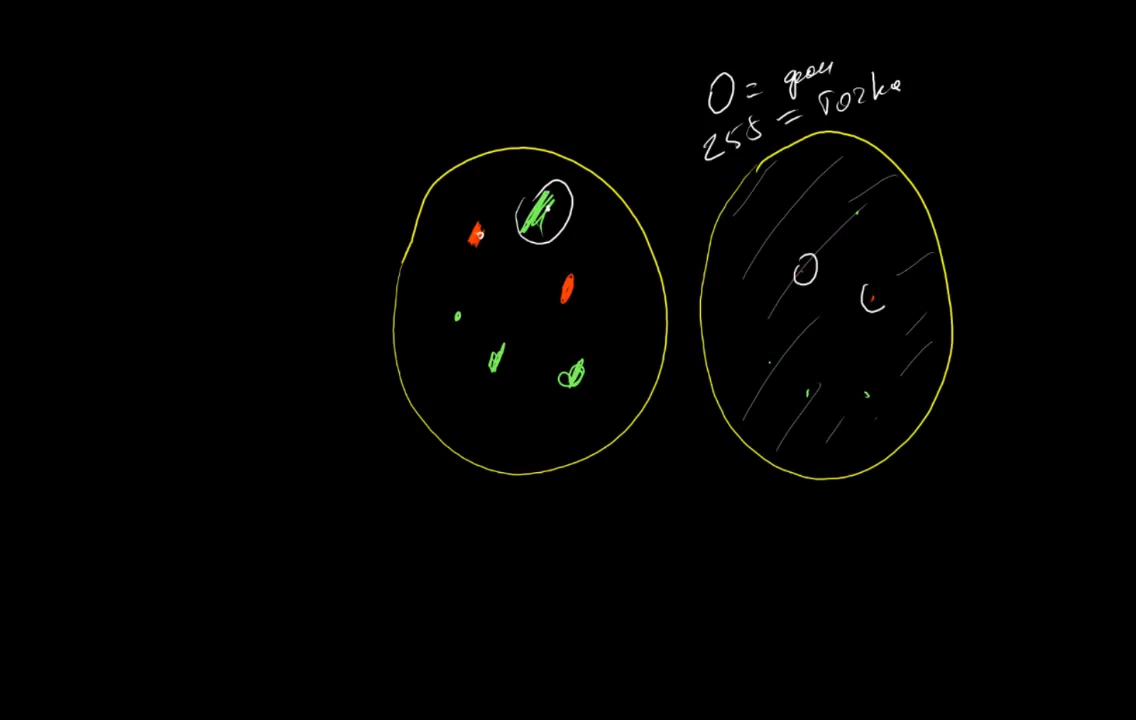 0 = фон
255 = точка